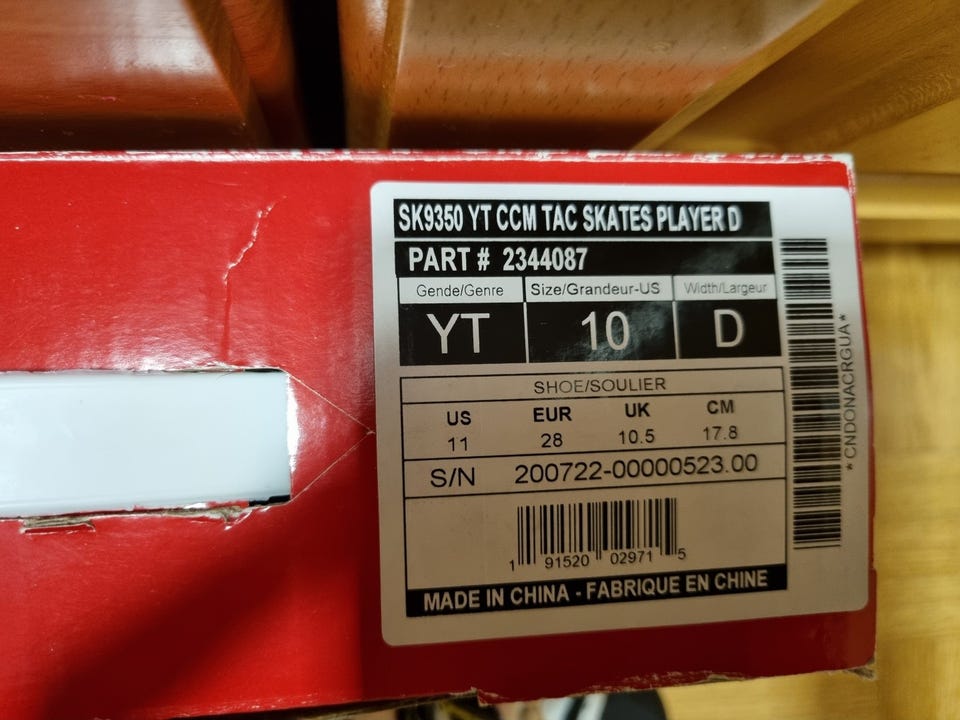 SK9350 YT CCM TAC SKATES PLAYER D
PART # 2344087
Gende/Genre Size/Grandeur-US Width/Largeur
YT 10 D
SHOE/SOULIER
US EUR UK CM
11 28 10.5 17.8
S/N 200722-00000523.00
1 91520 02971 5
MADE IN CHINA - FABRIQUE EN CHINE
*CNDONACRGUA*